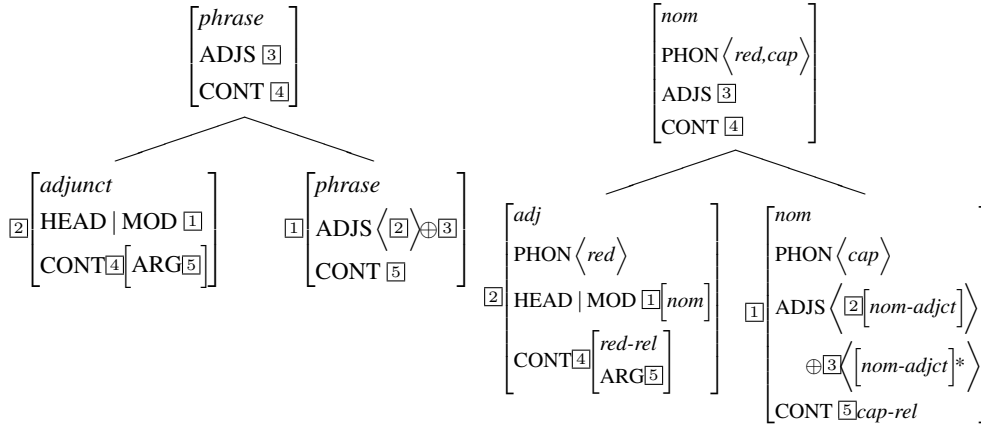 phrase
ADJS 3
CONT 4
adjunct
2 HEAD | MOD 1
CONT 4 [ARG 5]
phrase
1 ADJS ⟨2⟩⊕3
CONT 5
nom
PHON ⟨red,cap⟩
ADJS 3
CONT 4
adj
PHON ⟨red⟩
2 HEAD | MOD 1 [nom]
CONT 4 [red-rel
ARG 5]
nom
PHON ⟨cap⟩
1 ADJS ⟨2 [nom-adjct]⟩
⊕3⟨[nom-adjct]*⟩
CONT 5 cap-rel